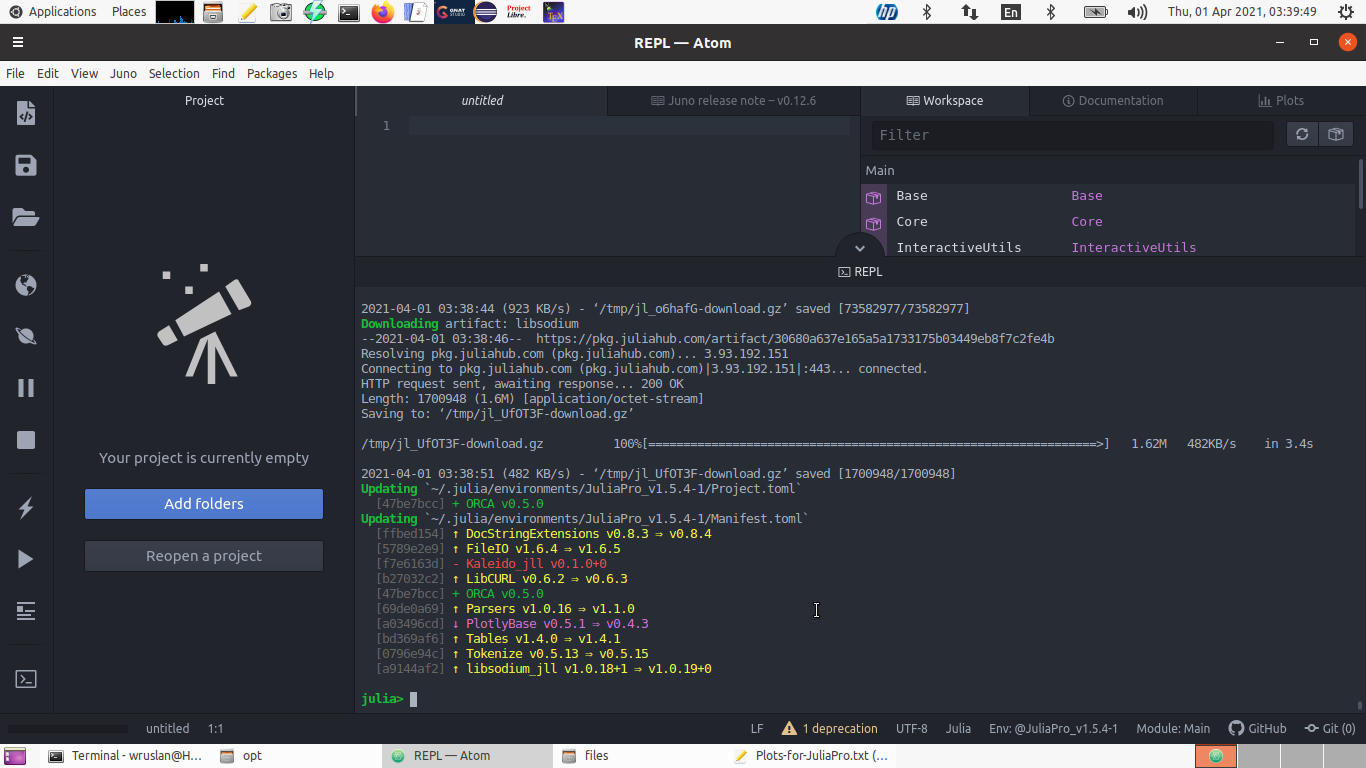 Applications Places En Thu, 01 Apr 2021, 03:39:49
REPL — Atom
File Edit View Juno Selection Find Packages Help
Project
untitled
Juno release note – v0.12.6
Workspace
Documentation
Plots
1
Filter
Main
Base Base
Core Core
InteractiveUtils InteractiveUtils
REPL
2021-04-01 03:38:44 (923 KB/s) - ‘/tmp/jl_o6hafG-download.gz’ saved [73582977/73582977]
Downloading artifact: libsodium
--2021-04-01 03:38:46-- https://pkg.juliahub.com/artifact/30680a637e165a5a1733175b03449eb8f7c2fe4b
Resolving pkg.juliahub.com (pkg.juliahub.com)... 3.93.192.151
Connecting to pkg.juliahub.com (pkg.juliahub.com)|3.93.192.151|:443... connected.
HTTP request sent, awaiting response... 200 OK
Length: 1700948 (1.6M) [application/octet-stream]
Saving to: ‘/tmp/jl_UfOT3F-download.gz’
/tmp/jl_UfOT3F-download.gz 100%[================================================================>] 1.62M 482KB/s in 3.4s
2021-04-01 03:38:51 (482 KB/s) - ‘/tmp/jl_UfOT3F-download.gz’ saved [1700948/1700948]
Updating `~/.julia/environments/JuliaPro_v1.5.4-1/Project.toml`
[47be7bcc] + ORCA v0.5.0
Updating `~/.julia/environments/JuliaPro_v1.5.4-1/Manifest.toml`
[ffbed154] ↑ DocStringExtensions v0.8.3 ⇒ v0.8.4
[5789e2e9] ↑ FileIO v1.6.4 ⇒ v1.6.5
[f7e6163d] - Kaleido_jll v0.1.0+0
[b27032c2] ↑ LibCURL v0.6.2 ⇒ v0.6.3
[47be7bcc] + ORCA v0.5.0
[69de0a69] ↑ Parsers v1.0.16 ⇒ v1.1.0
[a03496cd] ↓ PlotlyBase v0.5.1 ⇒ v0.4.3
[bd369af6] ↑ Tables v1.4.0 ⇒ v1.4.1
[0796e94c] ↑ Tokenize v0.5.13 ⇒ v0.5.15
[a9144af2] ↑ libsodium_jll v1.0.18+1 ⇒ v1.0.19+0
julia>
Your project is currently empty
Add folders
Reopen a project
untitled 1:1 LF 1 deprecation UTF-8 Julia Env: @JuliaPro_v1.5.4-1 Module: Main GitHub Git (0)
Terminal - wruslan@H... opt REPL — Atom files Plots-for-JuliaPro.txt (...